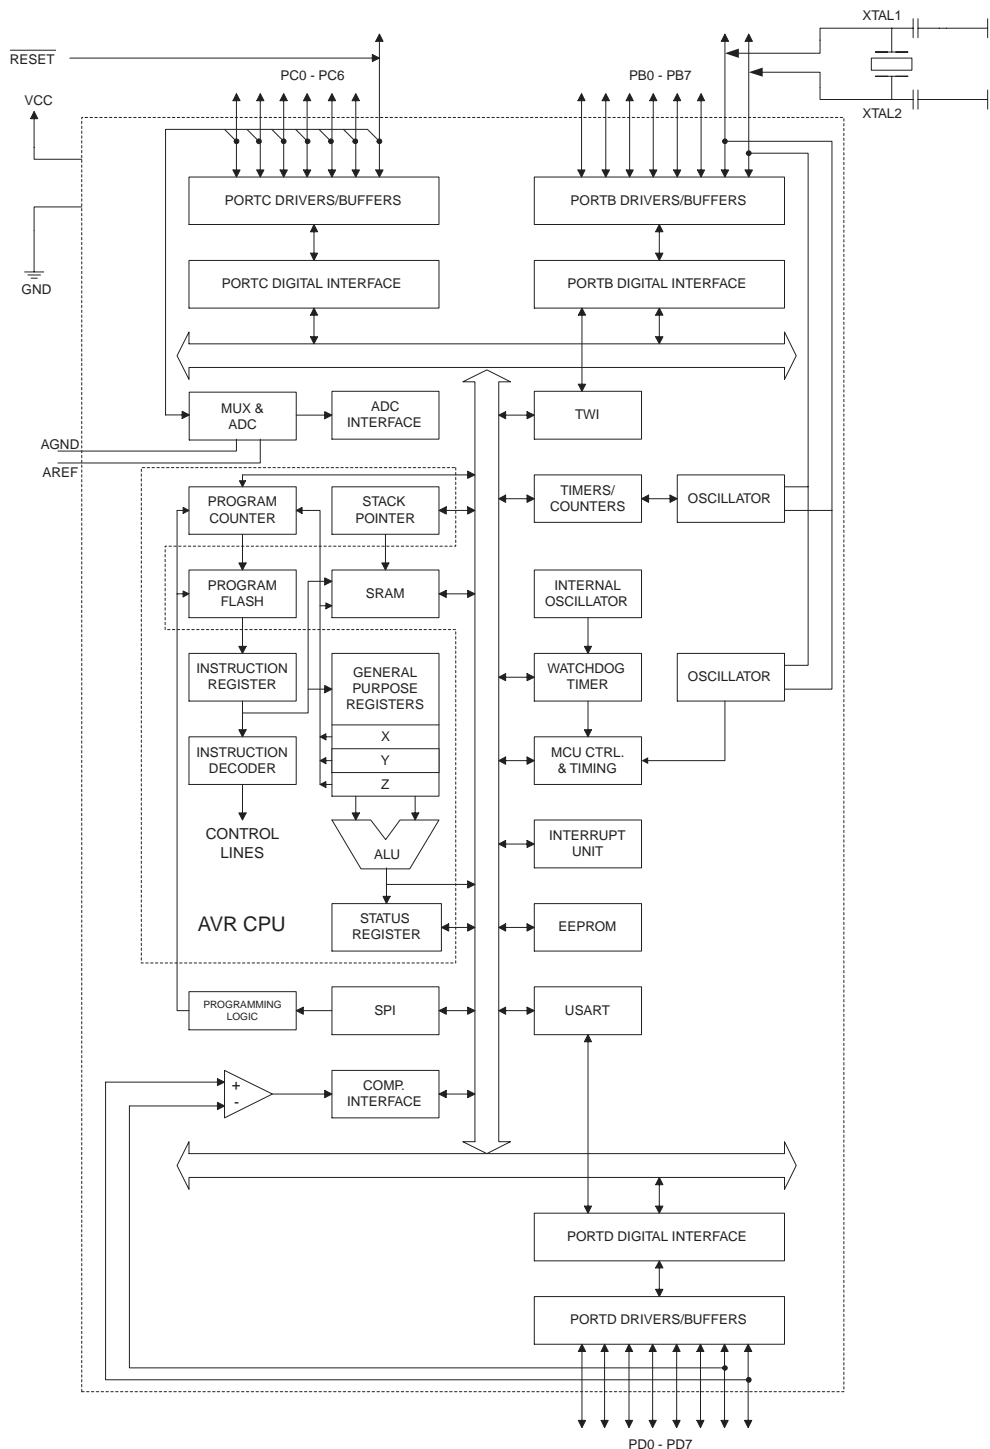 XTAL1
RESET
PC0 - PC6
PB0 - PB7
VCC
XTAL2
PORTC DRIVERS/BUFFERS
PORTB DRIVERS/BUFFERS
PORTC DIGITAL INTERFACE
PORTB DIGITAL INTERFACE
GND
MUX &
ADC
ADC
INTERFACE
TWI
AGND
AREF
PROGRAM
COUNTER
STACK
POINTER
TIMERS/
COUNTERS
OSCILLATOR
PROGRAM
FLASH
SRAM
INTERNAL
OSCILLATOR
INSTRUCTION
REGISTER
GENERAL
PURPOSE
REGISTERS
WATCHDOG
TIMER
OSCILLATOR
X
Y
Z
INSTRUCTION
DECODER
MCU CTRL.
& TIMING
CONTROL
LINES
ALU
INTERRUPT
UNIT
AVR CPU
STATUS
REGISTER
EEPROM
PROGRAMMING
LOGIC
SPI
USART
+
-
COMP.
INTERFACE
PORTD DIGITAL INTERFACE
PORTD DRIVERS/BUFFERS
PD0 - PD7